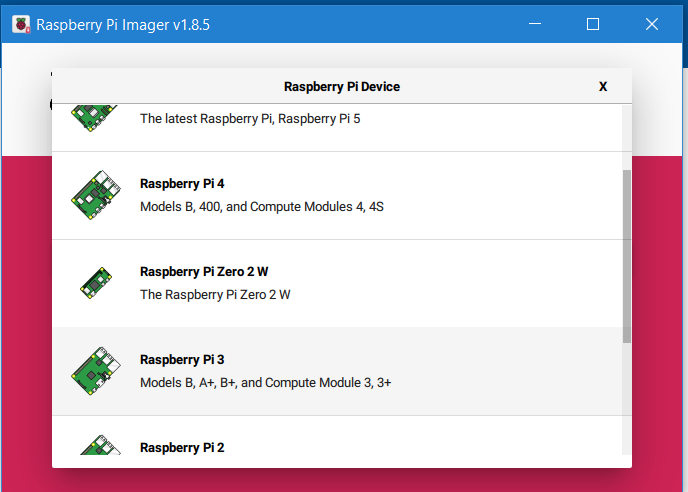 Raspberry Pi Imager v1.8.5
Raspberry Pi Device
X
The latest Raspberry Pi, Raspberry Pi 5
Raspberry Pi 4
Models B, 400, and Compute Modules 4, 4S
Raspberry Pi Zero 2 W
The Raspberry Pi Zero 2 W
Raspberry Pi 3
Models B, A+, B+, and Compute Module 3, 3+
Raspberry Pi 2